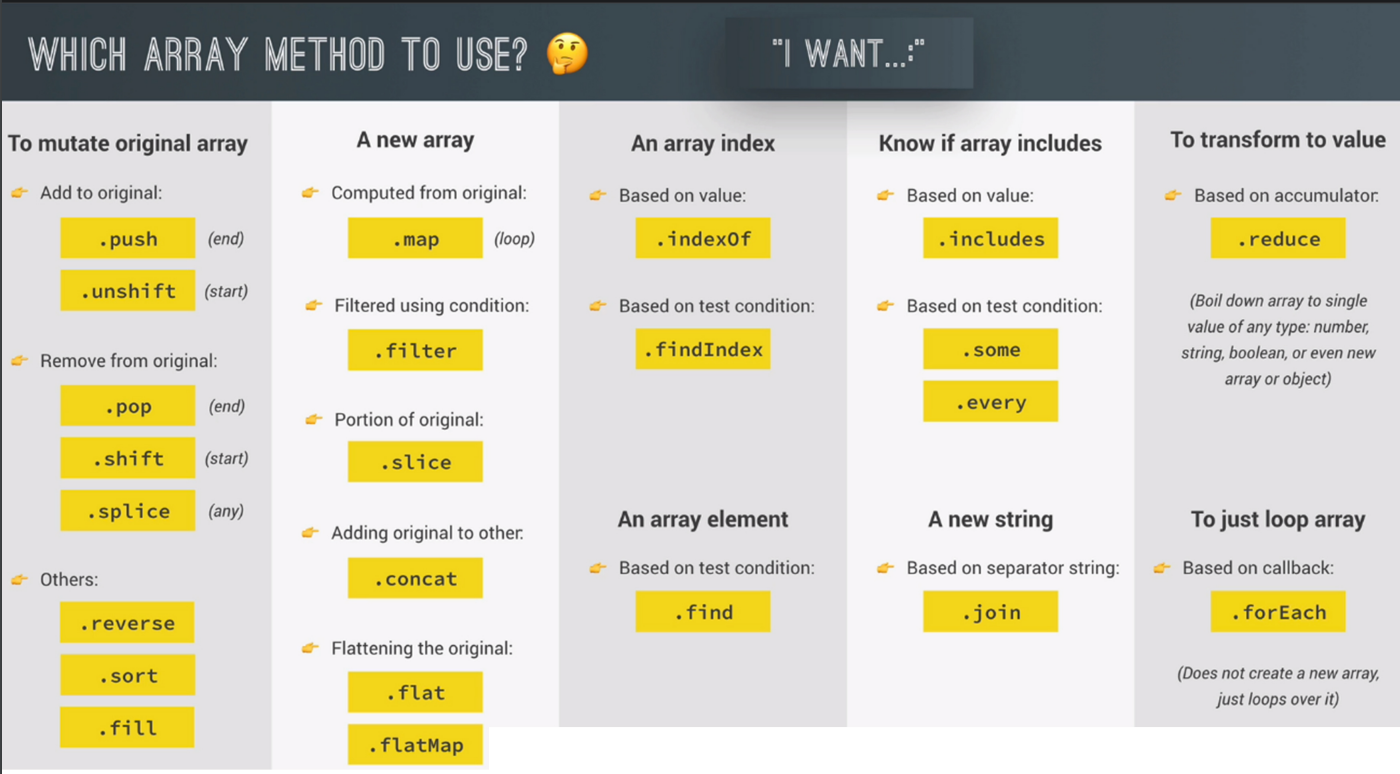 WHICH ARRAY METHOD TO USE? 🤔
"I WANT...:"
To mutate original array
👉 Add to original:
.push (end)
.unshift (start)
👉 Remove from original:
.pop (end)
.shift (start)
.splice (any)
👉 Others:
.reverse
.sort
.fill
A new array
👉 Computed from original:
.map (loop)
👉 Filtered using condition:
.filter
👉 Portion of original:
.slice
👉 Adding original to other:
.concat
👉 Flattening the original:
.flat
.flatMap
An array index
👉 Based on value:
.indexOf
👉 Based on test condition:
.findIndex
An array element
👉 Based on test condition:
.find
Know if array includes
👉 Based on value:
.includes
👉 Based on test condition:
.some
.every
A new string
👉 Based on separator string:
.join
To transform to value
👉 Based on accumulator:
.reduce
(Boil down array to single
value of any type: number,
string, boolean, or even new
array or object)
To just loop array
👉 Based on callback:
.forEach
(Does not create a new array,
just loops over it)